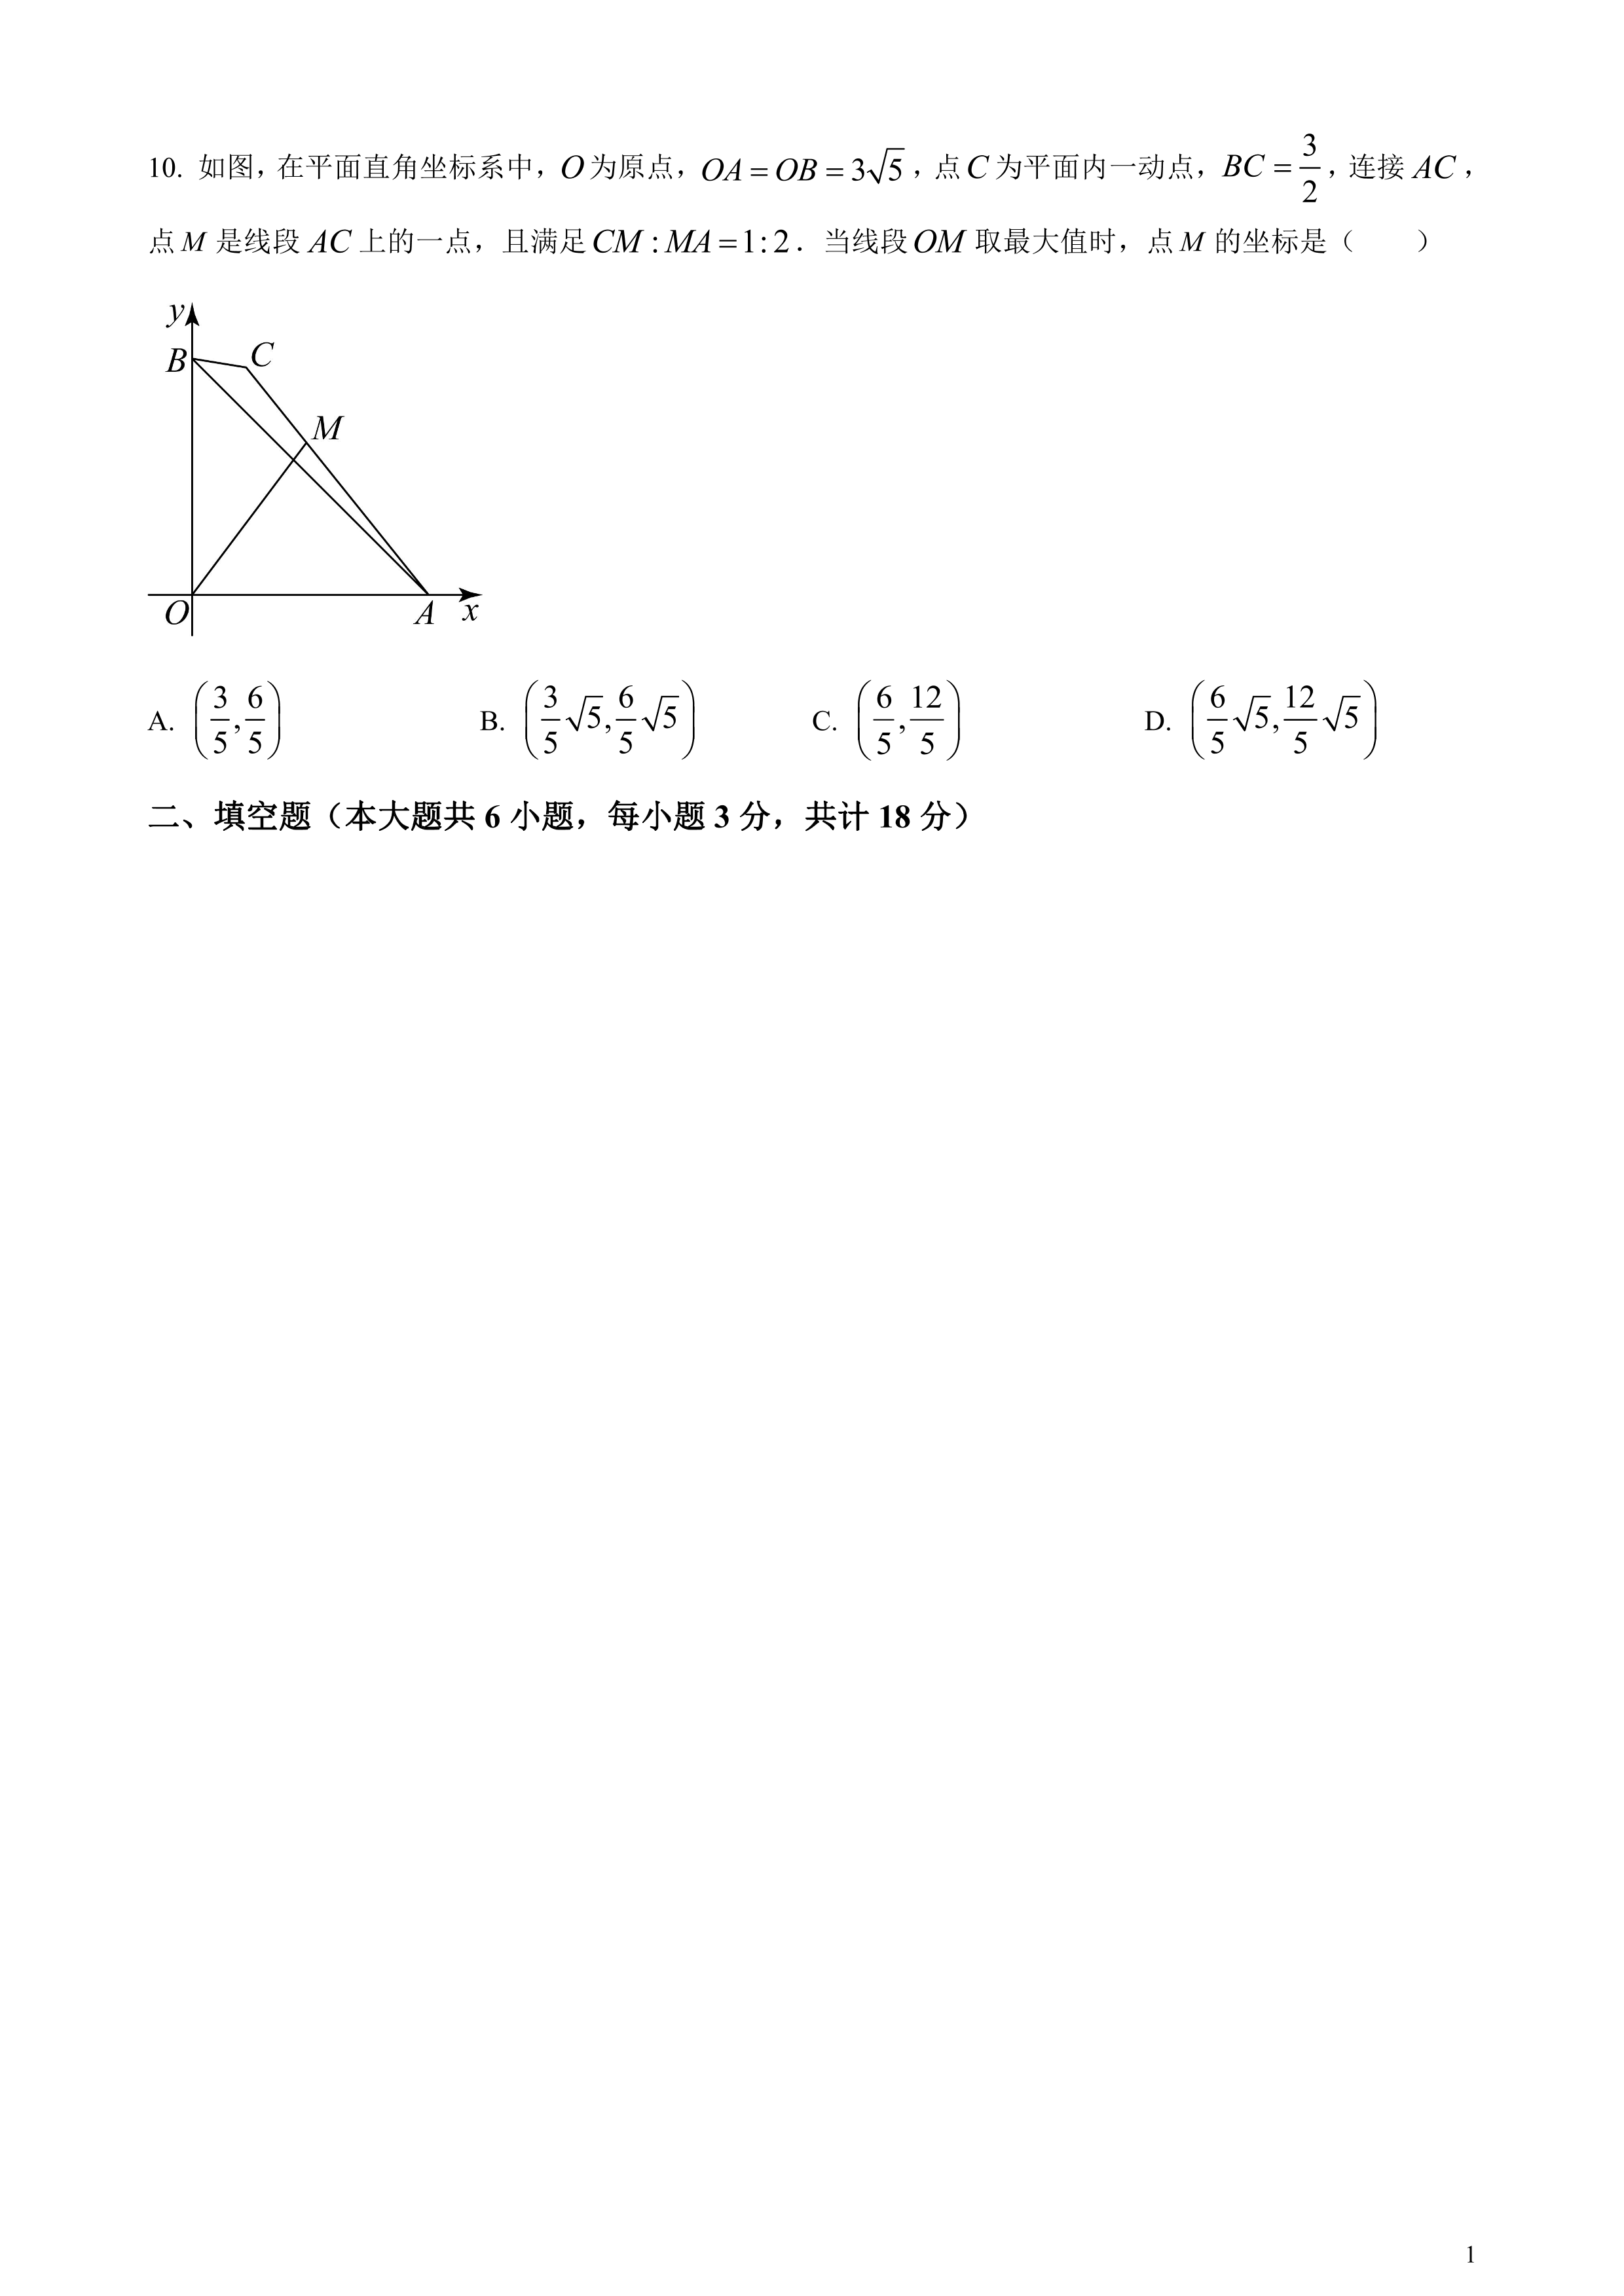 10. 如图，在平面直角坐标系中，O为原点，OA = OB = 3√5，点C为平面内一动点，BC = 3/2，连接AC，
点M是线段AC上的一点，且满足CM : MA = 1 : 2．当线段OM取最大值时，点M的坐标是（　　）
y
B
C
M
O
A
x
A. (3/5, 6/5) B. (3/5√5, 6/5√5) C. (6/5, 12/5) D. (6/5√5, 12/5√5)
二、填空题（本大题共 6 小题，每小题 3 分，共计 18 分）
1